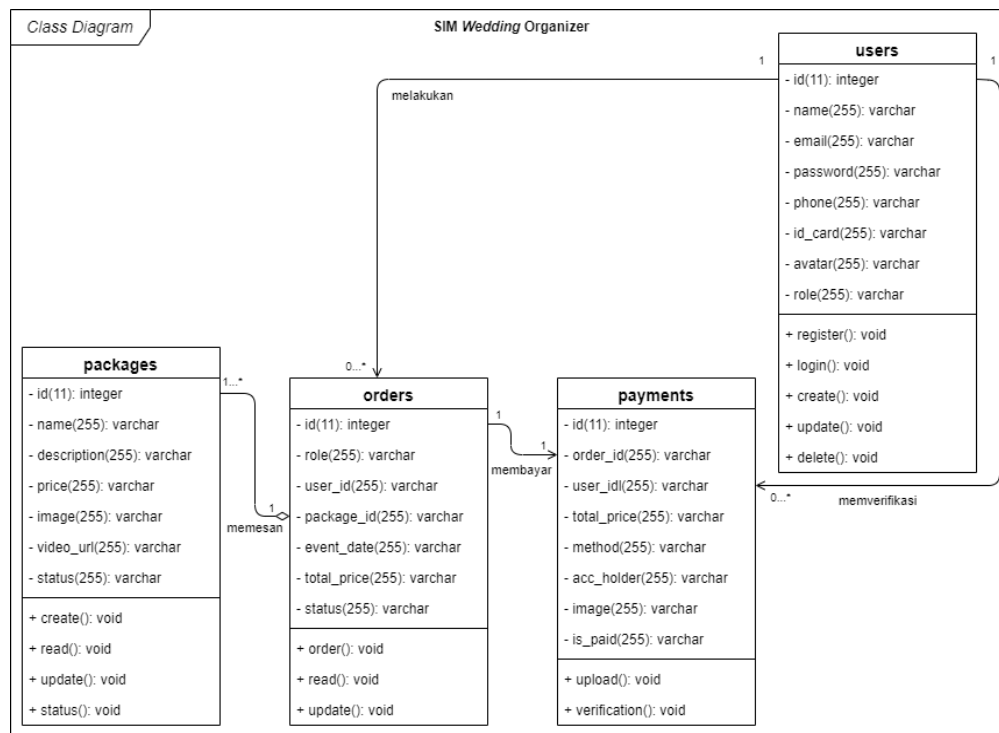 Class Diagram
SIM Wedding Organizer
users
- id(11): integer
- name(255): varchar
- email(255): varchar
- password(255): varchar
- phone(255): varchar
- id_card(255): varchar
- avatar(255): varchar
- role(255): varchar
+ register(): void
+ login(): void
+ create(): void
+ update(): void
+ delete(): void
1
1
melakukan
0...*
0...*
memverifikasi
packages
- id(11): integer
- name(255): varchar
- description(255): varchar
- price(255): varchar
- image(255): varchar
- video_url(255): varchar
- status(255): varchar
+ create(): void
+ read(): void
+ update(): void
+ status(): void
1...*
1
memesan
orders
- id(11): integer
- role(255): varchar
- user_id(255): varchar
- package_id(255): varchar
- event_date(255): varchar
- total_price(255): varchar
- status(255): varchar
+ order(): void
+ read(): void
+ update(): void
1
1
membayar
payments
- id(11): integer
- order_id(255): varchar
- user_idl(255): varchar
- total_price(255): varchar
- method(255): varchar
- acc_holder(255): varchar
- image(255): varchar
- is_paid(255): varchar
+ upload(): void
+ verification(): void